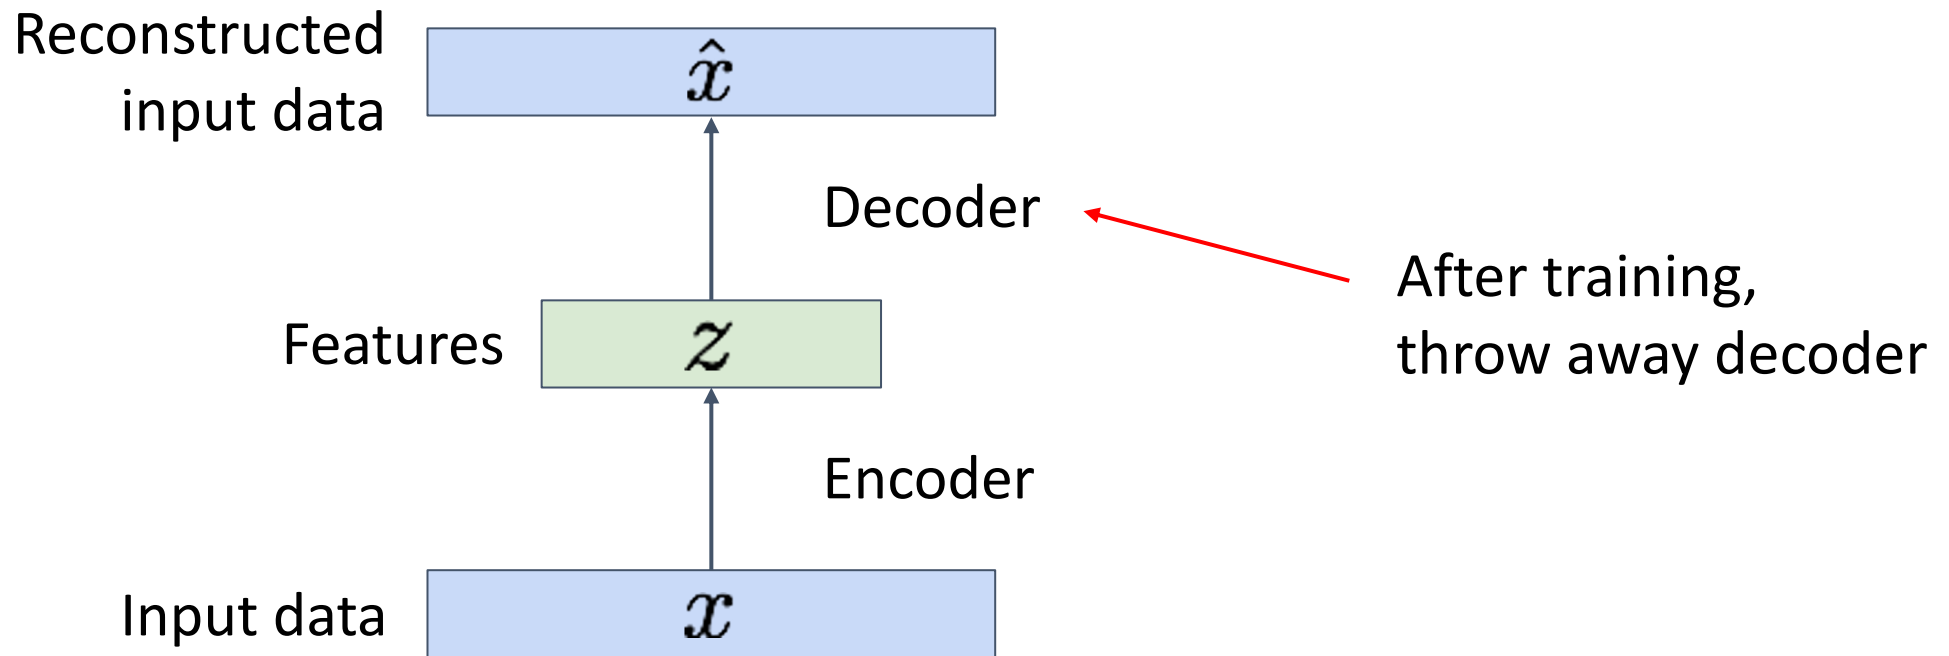 Reconstructed
input data
x̂
Decoder
After training,
throw away decoder
Features
z
Encoder
Input data
x